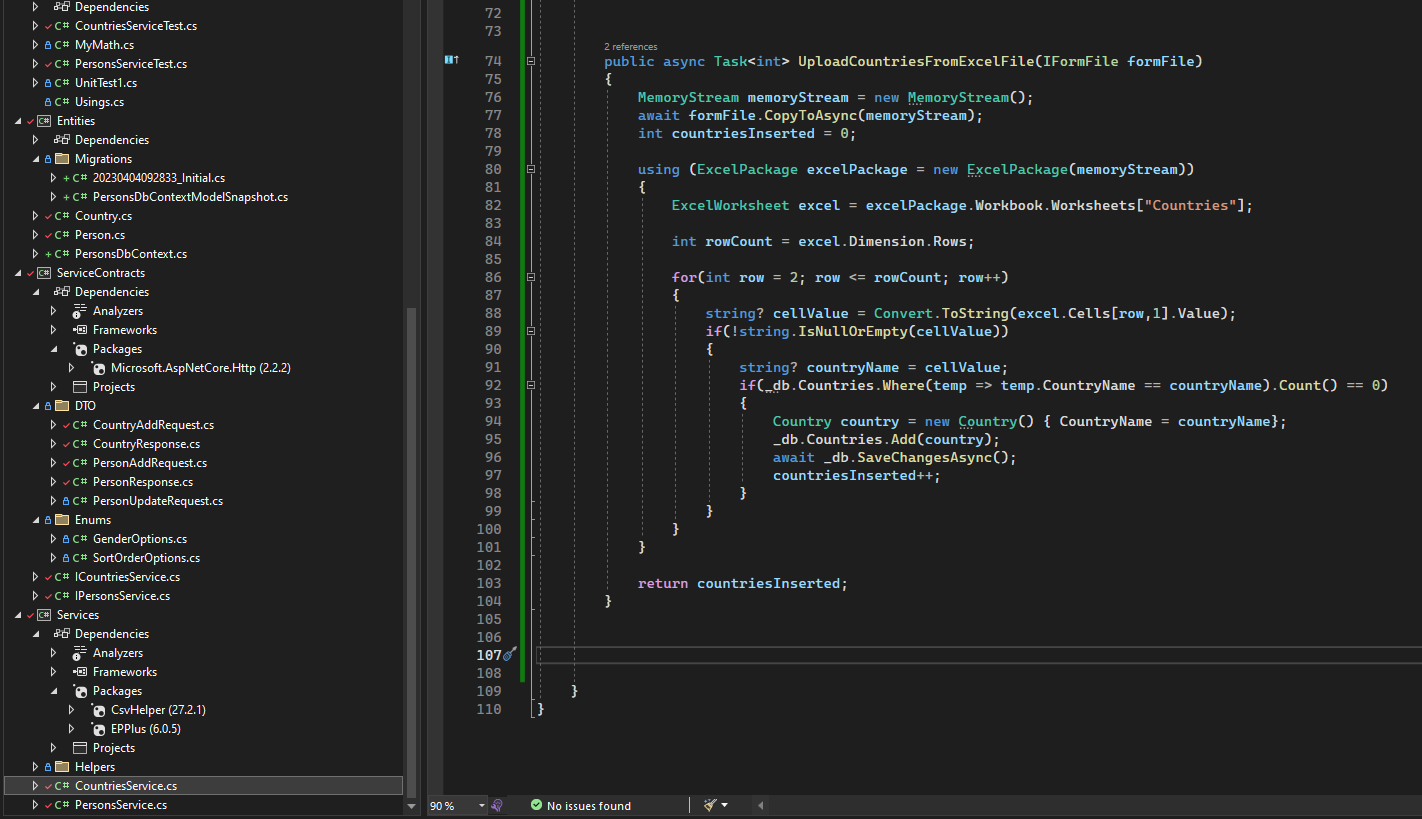 Dependencies
C# CountriesServiceTest.cs
C# MyMath.cs
C# PersonsServiceTest.cs
C# UnitTest1.cs
C# Usings.cs
C# Entities
Dependencies
Migrations
C# 20230404092833_Initial.cs
C# PersonsDbContextModelSnapshot.cs
C# Country.cs
C# Person.cs
C# PersonsDbContext.cs
C# ServiceContracts
Dependencies
Analyzers
Frameworks
Packages
Microsoft.AspNetCore.Http (2.2.2)
Projects
DTO
C# CountryAddRequest.cs
C# CountryResponse.cs
C# PersonAddRequest.cs
C# PersonResponse.cs
C# PersonUpdateRequest.cs
Enums
C# GenderOptions.cs
C# SortOrderOptions.cs
C# ICountriesService.cs
C# IPersonsService.cs
C# Services
Dependencies
Analyzers
Frameworks
Packages
CsvHelper (27.2.1)
EPPlus (6.0.5)
Projects
Helpers
C# CountriesService.cs
C# PersonsService.cs
72
73
2 references
74 public async Task<int> UploadCountriesFromExcelFile(IFormFile formFile)
75 {
76 MemoryStream memoryStream = new MemoryStream();
77 await formFile.CopyToAsync(memoryStream);
78 int countriesInserted = 0;
79
80 using (ExcelPackage excelPackage = new ExcelPackage(memoryStream))
81 {
82 ExcelWorksheet excel = excelPackage.Workbook.Worksheets["Countries"];
83
84 int rowCount = excel.Dimension.Rows;
85
86 for(int row = 2; row <= rowCount; row++)
87 {
88 string? cellValue = Convert.ToString(excel.Cells[row,1].Value);
89 if(!string.IsNullOrEmpty(cellValue))
90 {
91 string? countryName = cellValue;
92 if(_db.Countries.Where(temp => temp.CountryName == countryName).Count() == 0)
93 {
94 Country country = new Country() { CountryName = countryName};
95 _db.Countries.Add(country);
96 await _db.SaveChangesAsync();
97 countriesInserted++;
98 }
99 }
100 }
101 }
102
103 return countriesInserted;
104 }
105
106
107
108
109 }
110 }
90 % No issues found